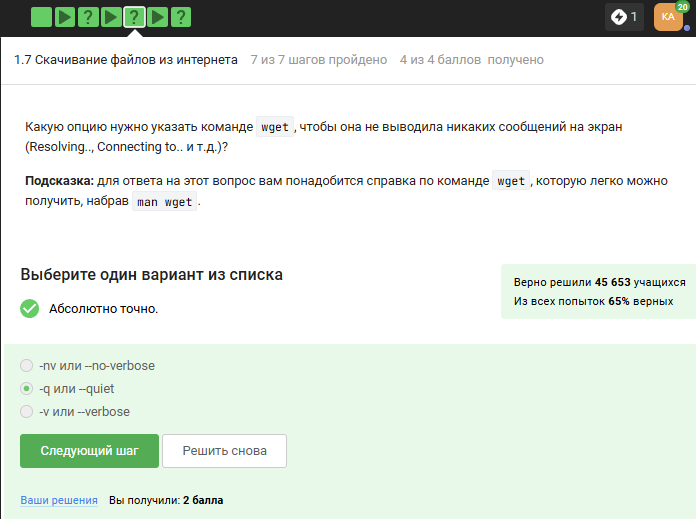 ? ? ? 1 KA 20
1.7 Скачивание файлов из интернета 7 из 7 шагов пройдено 4 из 4 баллов получено
Какую опцию нужно указать команде wget, чтобы она не выводила никаких сообщений на экран
(Resolving.., Connecting to.. и т.д.)?
Подсказка: для ответа на этот вопрос вам понадобится справка по команде wget, которую легко можно
получить, набрав man wget.
Выберите один вариант из списка
Верно решили 45 653 учащихся
Из всех попыток 65% верных
Абсолютно точно.
-nv или --no-verbose
-q или --quiet
-v или --verbose
Следующий шаг Решить снова
Ваши решения Вы получили: 2 балла